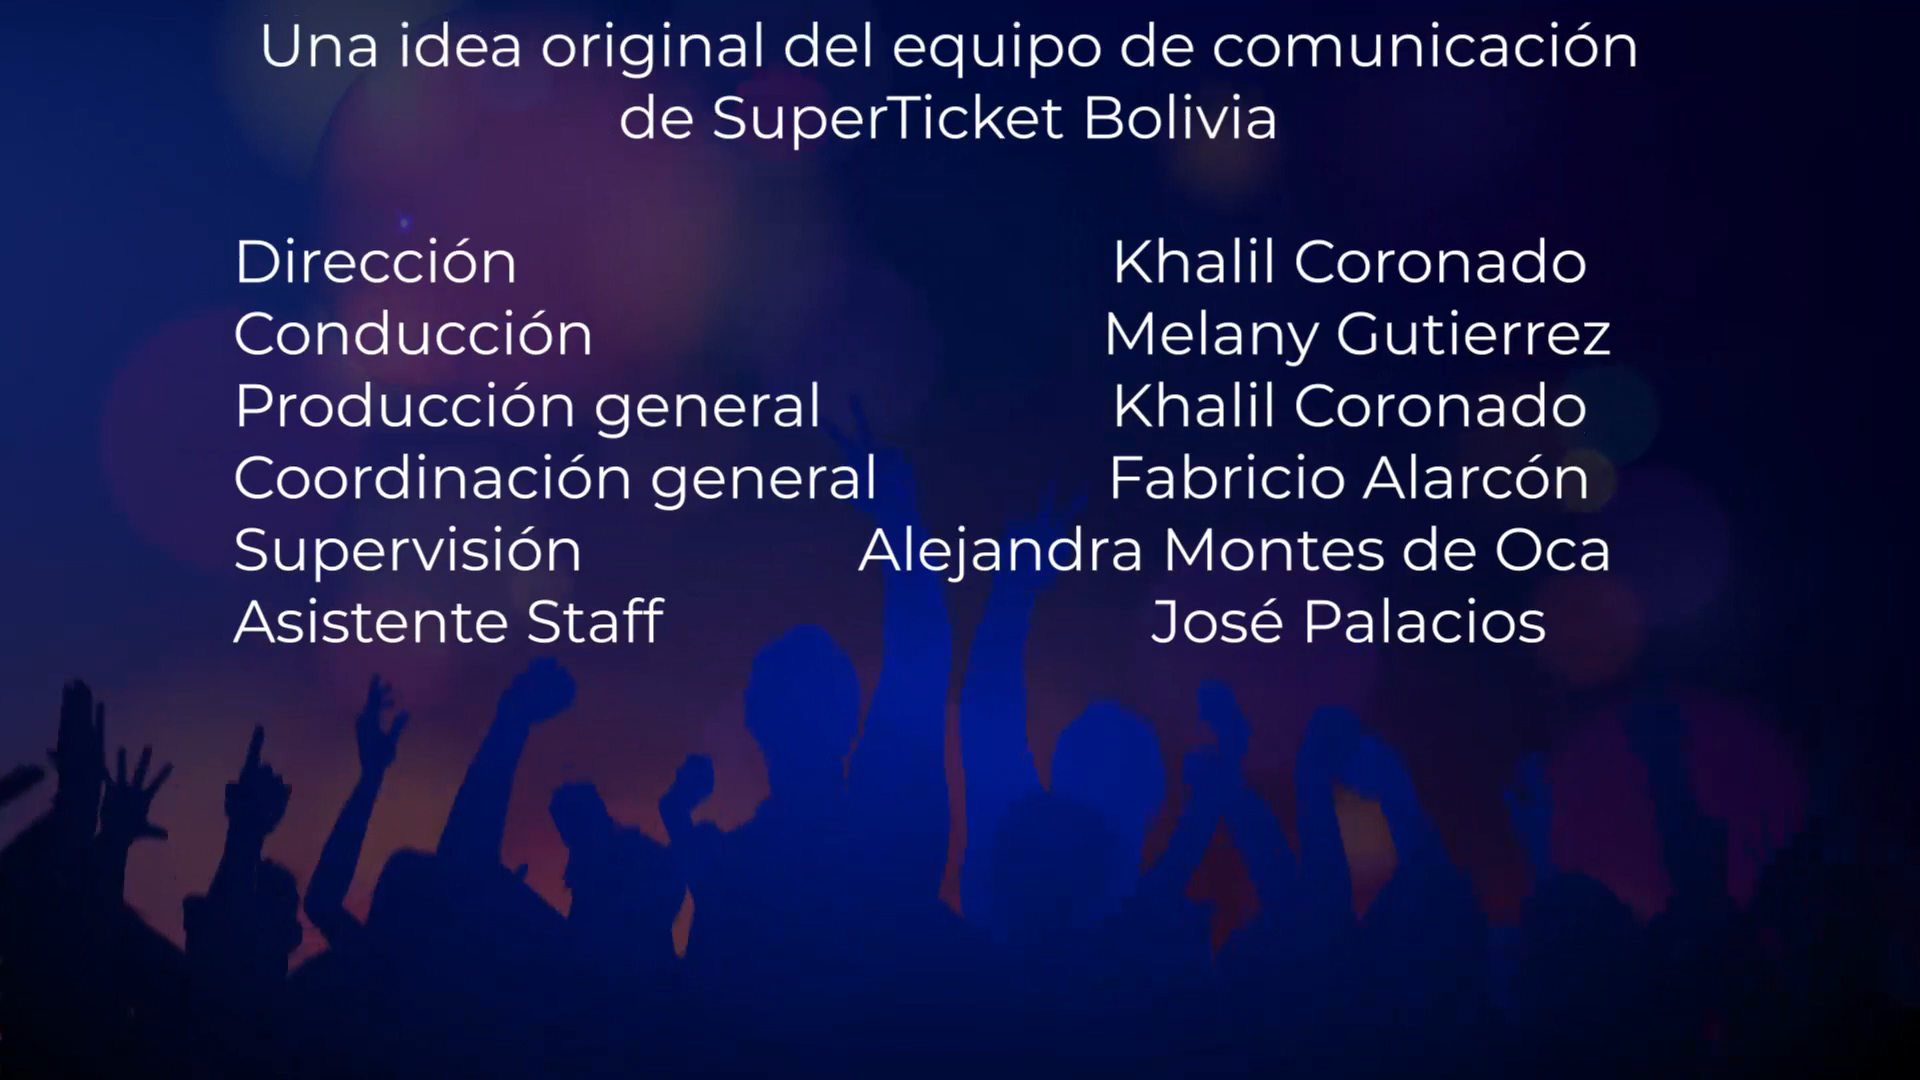 Una idea original del equipo de comunicación
de SuperTicket Bolivia
Dirección Khalil Coronado
Conducción Melany Gutierrez
Producción general Khalil Coronado
Coordinación general Fabricio Alarcón
Supervisión Alejandra Montes de Oca
Asistente Staff José Palacios